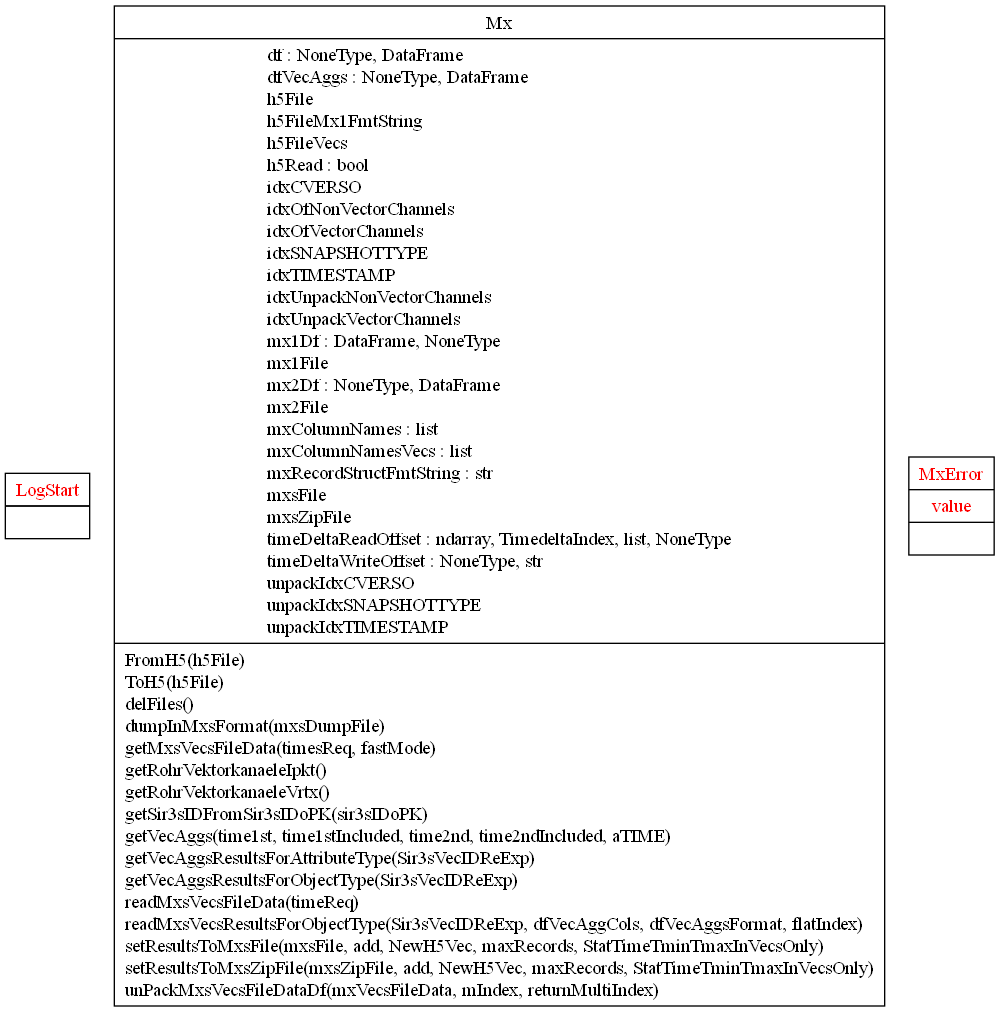 Mx
df : NoneType, DataFrame
dfVecAggs : NoneType, DataFrame
h5File
h5FileMx1FmtString
h5FileVecs
h5Read : bool
idxCVERSO
idxOfNonVectorChannels
idxOfVectorChannels
idxSNAPSHOTTYPE
idxTIMESTAMP
idxUnpackNonVectorChannels
idxUnpackVectorChannels
mx1Df : DataFrame, NoneType
mx1File
mx2Df : NoneType, DataFrame
mx2File
mxColumnNames : list
mxColumnNamesVecs : list
mxRecordStructFmtString : str
mxsFile
mxsZipFile
timeDeltaReadOffset : ndarray, TimedeltaIndex, list, NoneType
timeDeltaWriteOffset : NoneType, str
unpackIdxCVERSO
unpackIdxSNAPSHOTTYPE
unpackIdxTIMESTAMP
FromH5(h5File)
ToH5(h5File)
delFiles()
dumpInMxsFormat(mxsDumpFile)
getMxsVecsFileData(timesReq, fastMode)
getRohrVektorkanaeleIpkt()
getRohrVektorkanaeleVrtx()
getSir3sIDFromSir3sIDoPK(sir3sIDoPK)
getVecAggs(time1st, time1stIncluded, time2nd, time2ndIncluded, aTIME)
getVecAggsResultsForAttributeType(Sir3sVecIDReExp)
getVecAggsResultsForObjectType(Sir3sVecIDReExp)
readMxsVecsFileData(timeReq)
readMxsVecsResultsForObjectType(Sir3sVecIDReExp, dfVecAggCols, dfVecAggsFormat, flatIndex)
setResultsToMxsFile(mxsFile, add, NewH5Vec, maxRecords, StatTimeTminTmaxInVecsOnly)
setResultsToMxsZipFile(mxsZipFile, add, NewH5Vec, maxRecords, StatTimeTminTmaxInVecsOnly)
unPackMxsVecsFileDataDf(mxVecsFileData, mIndex, returnMultiIndex)
LogStart
MxError
value